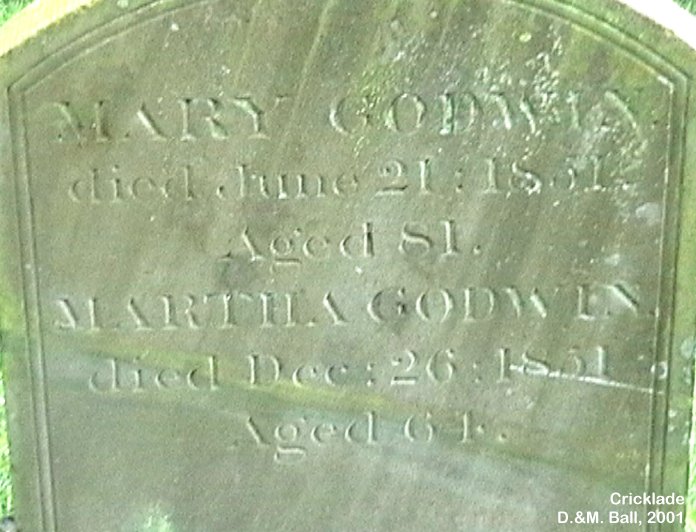 MARY GODWIN.
died June 21: 1851.
Aged 81.
MARTHA GODWIN.
died Dec: 26: 1851
Aged 64.
Cricklade
D.&M. Ball, 2001